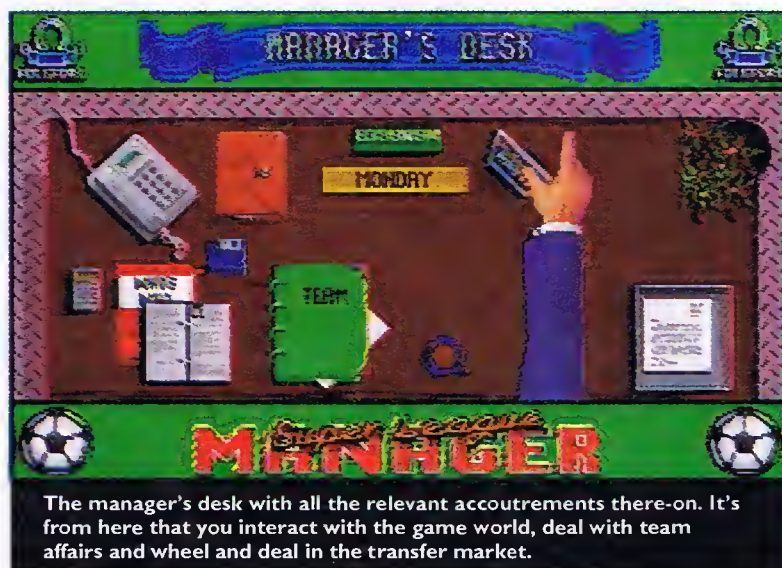 MANAGER'S DESK
MONDAY
TEAM
MANAGER
The manager's desk with all the relevant accoutrements there-on. It's
from here that you interact with the game world, deal with team
affairs and wheel and deal in the transfer market.